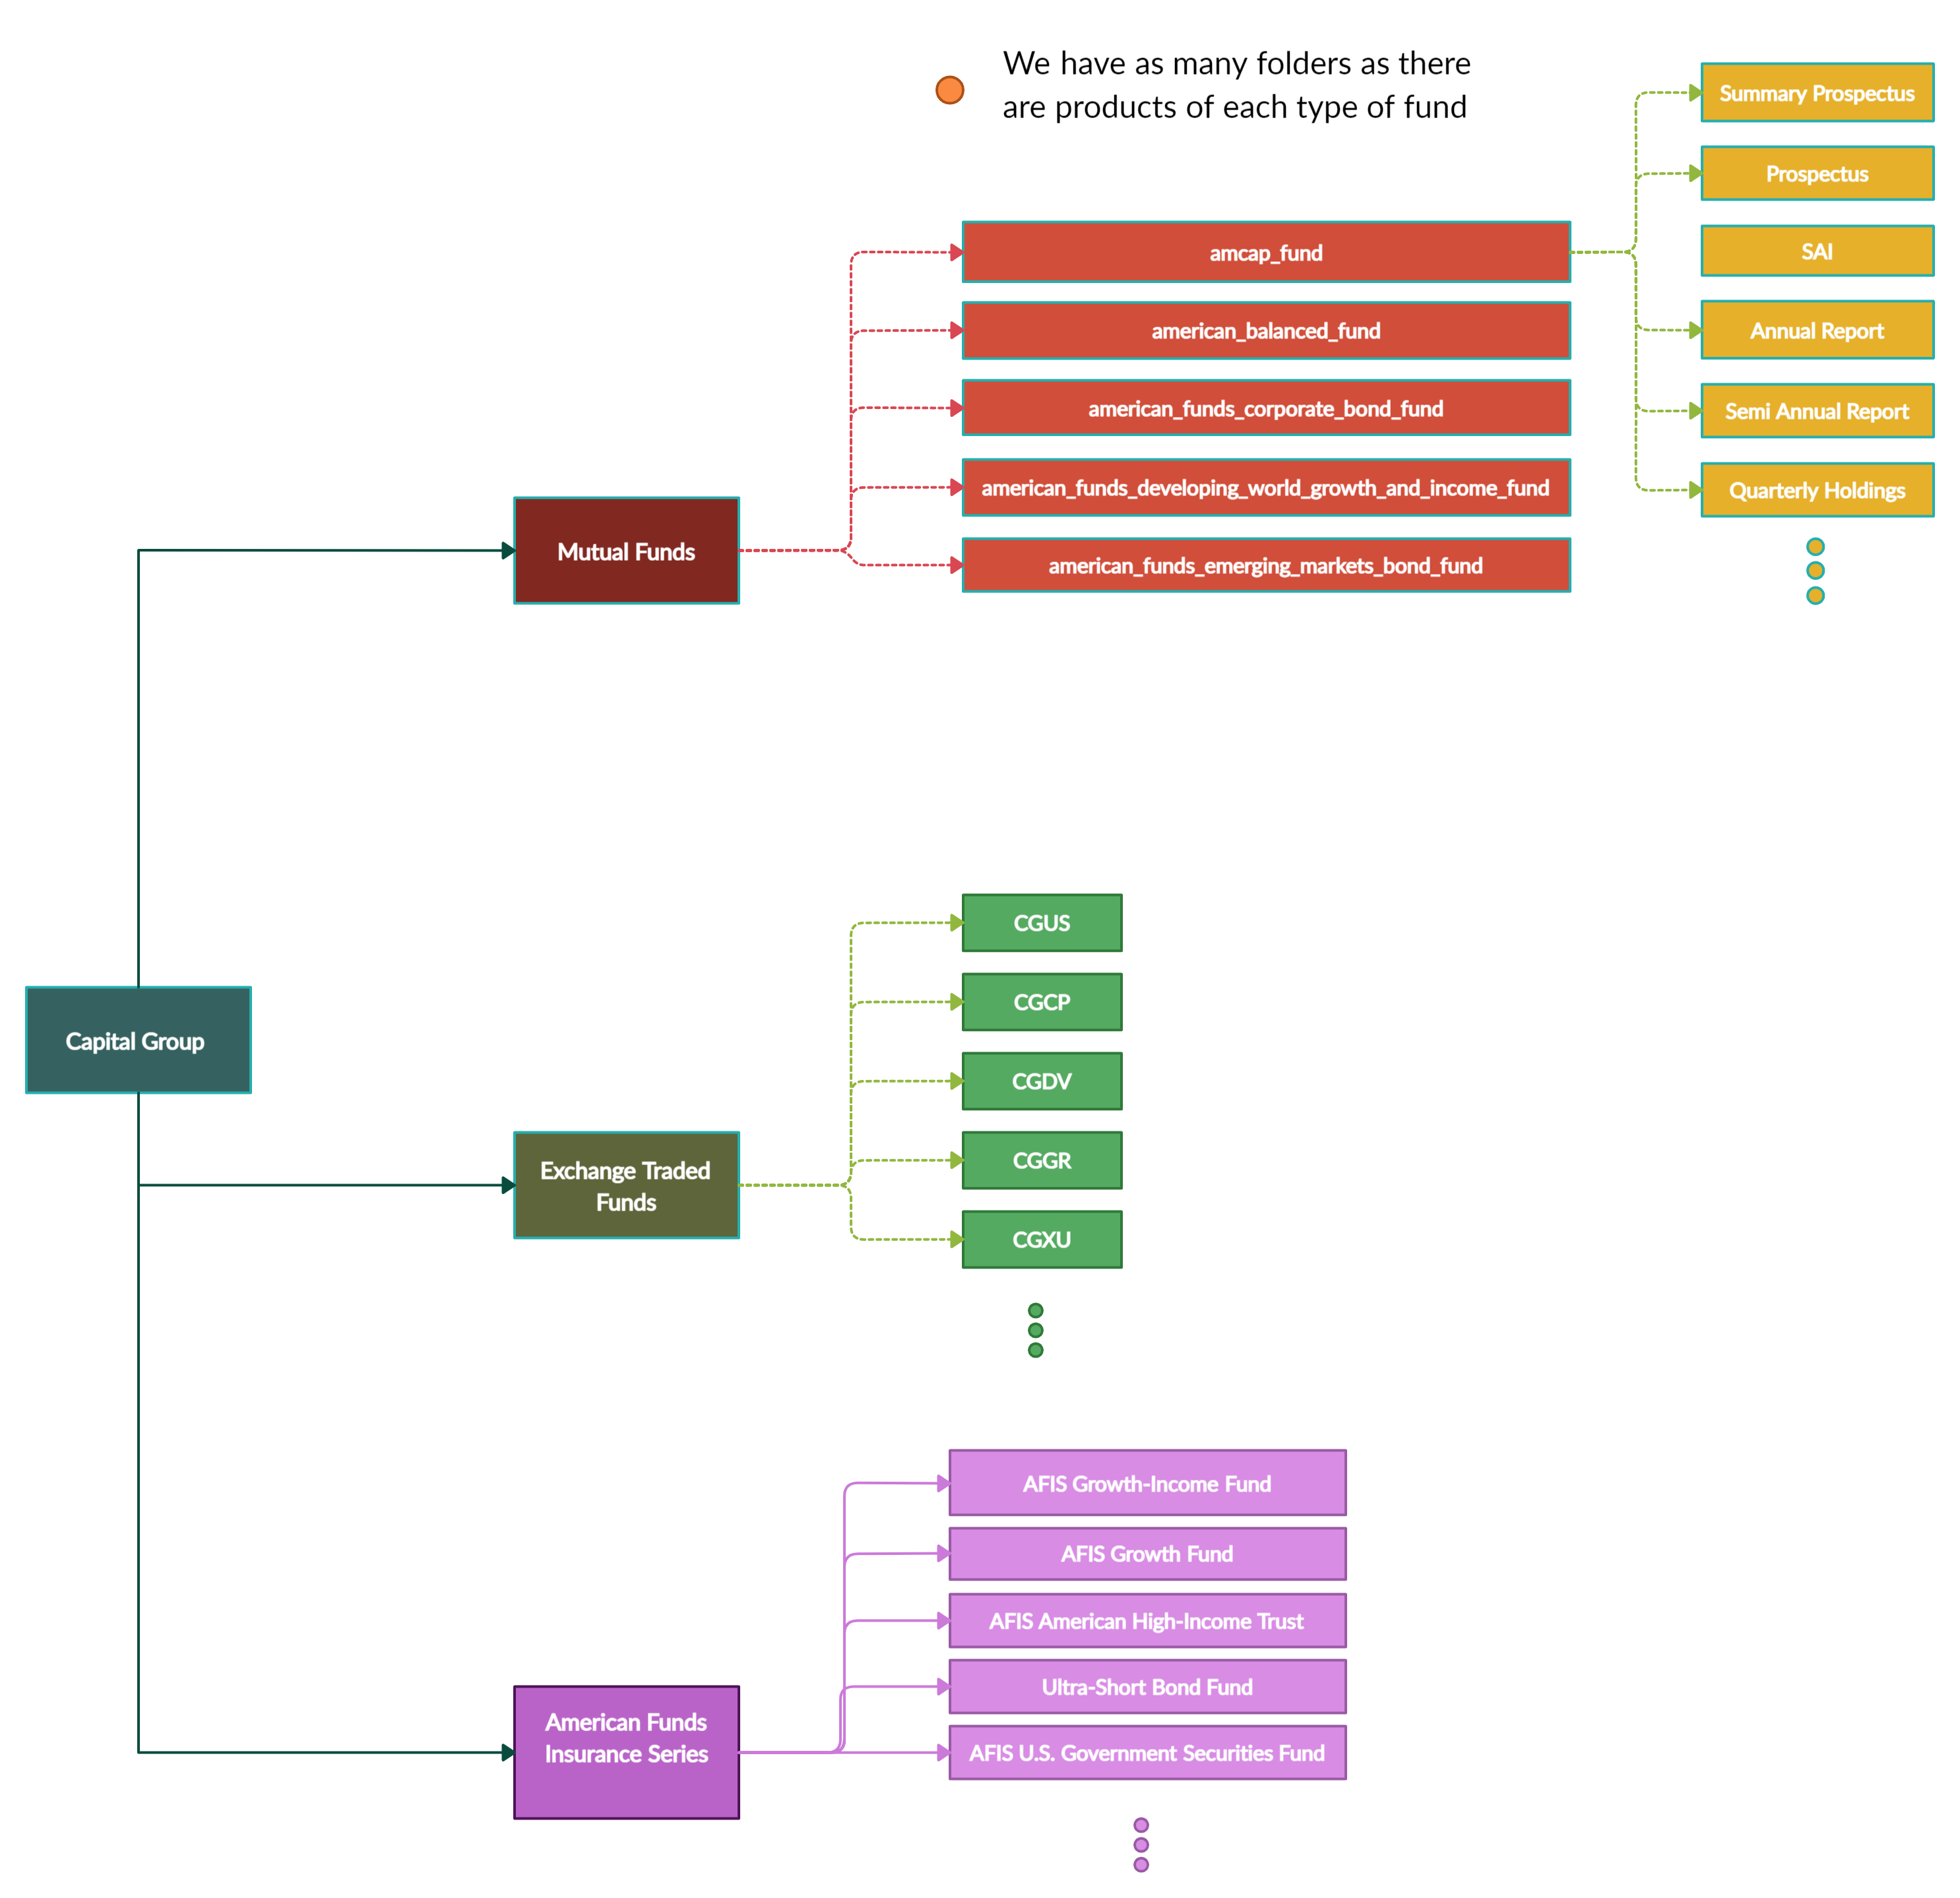 We have as many folders as there
are products of each type of fund
Summary Prospectus
Prospectus
SAI
Annual Report
Semi Annual Report
Quarterly Holdings
amcap_fund
american_balanced_fund
american_funds_corporate_bond_fund
american_funds_developing_world_growth_and_income_fund
american_funds_emerging_markets_bond_fund
Mutual Funds
Capital Group
Exchange Traded
Funds
CGUS
CGCP
CGDV
CGGR
CGXU
American Funds
Insurance Series
AFIS Growth-Income Fund
AFIS Growth Fund
AFIS American High-Income Trust
Ultra-Short Bond Fund
AFIS U.S. Government Securities Fund